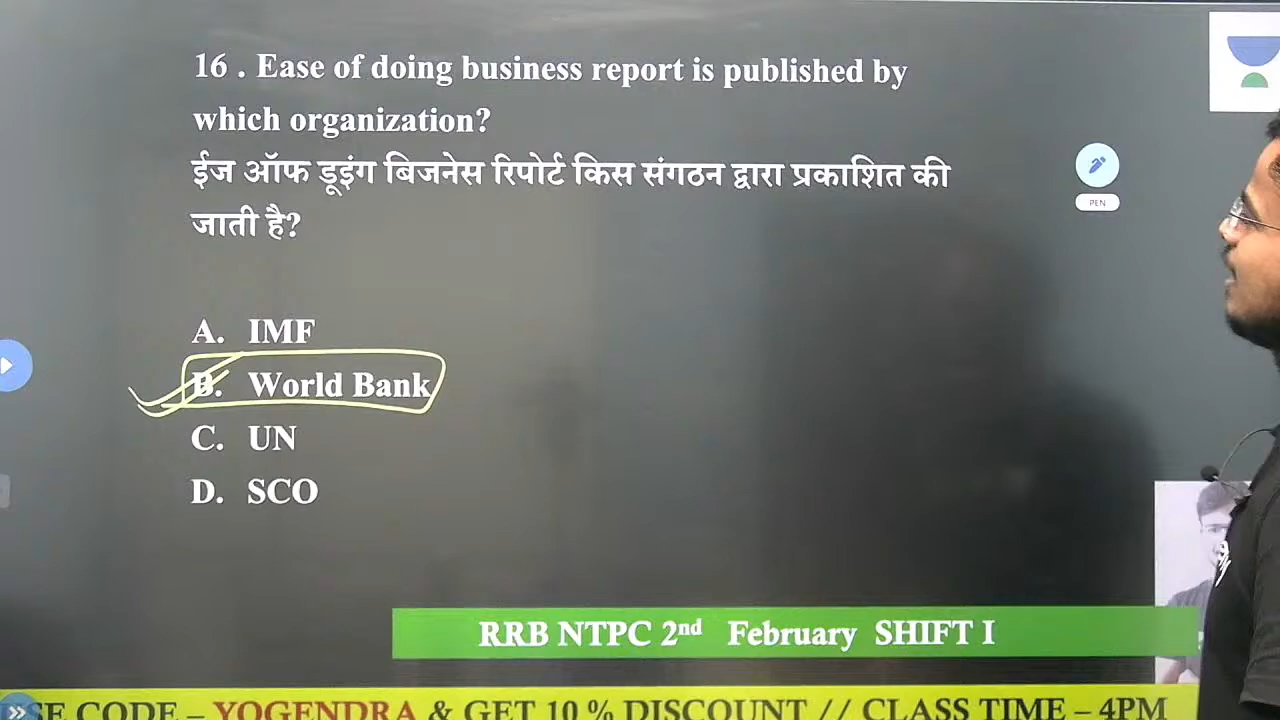 16 . Ease of doing business report is published by
which organization?
ईज ऑफ डूइंग बिजनेस रिपोर्ट किस संगठन द्वारा प्रकाशित की
जाती है?
PEN
A. IMF
B. World Bank
C. UN
D. SCO
RRB NTPC 2nd February SHIFT I
CODE – YOGENDRA & GET 10 % DISCOUNT // CLASS TIME – 4PM